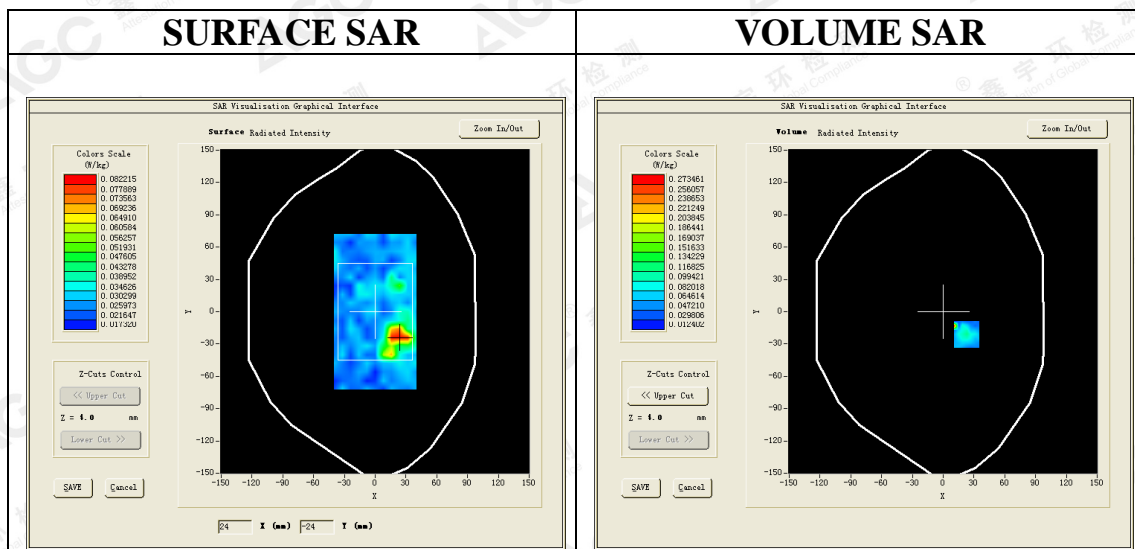 SURFACE SAR
VOLUME SAR
SAR Visualisation Graphical Interface
Surface Radiated Intensity
Zoom In/Out
Colors Scale
(W/kg)
0.082215
0.077889
0.073563
0.069236
0.064910
0.060584
0.056257
0.051931
0.047605
0.043278
0.038952
0.034626
0.030299
0.025973
0.021647
0.017320
150
120
90
60
30
0
-30
-60
-90
-120
-150
Y
-150 -120 -90 -60 -30 0 30 60 90 120 150
X
Z-Cuts Control
<< Upper Cut
Z = 4.0 mm
Lower Cut >>
SAVE Cancel
24 X (mm) -24 Y (mm)
SAR Visualisation Graphical Interface
Volume Radiated Intensity
Zoom In/Out
Colors Scale
(W/kg)
0.273461
0.256057
0.238653
0.221249
0.203845
0.186441
0.169037
0.151633
0.134229
0.116825
0.099421
0.082018
0.064614
0.047210
0.029806
0.012402
150
120
90
60
30
0
-30
-60
-90
-120
-150
Y
-150 -120 -90 -60 -30 0 30 60 90 120 150
X
Z-Cuts Control
<< Upper Cut
Z = 4.0 mm
Lower Cut >>
SAVE Cancel